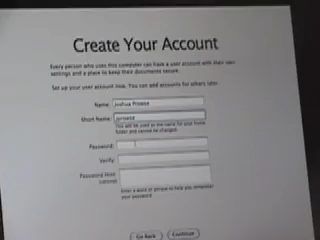 Create Your Account
Every person who uses this computer can have a user account with their own
settings and a place to keep their documents secure.
Set up your user account now. You can add accounts for others later.
Name: Joshua
Short Name:
This will be used as the name for your home
folder and cannot be changed.
Password:
Verify:
Password Hint:
Enter a word or phrase to help you remember
your password.
Go Back Continue